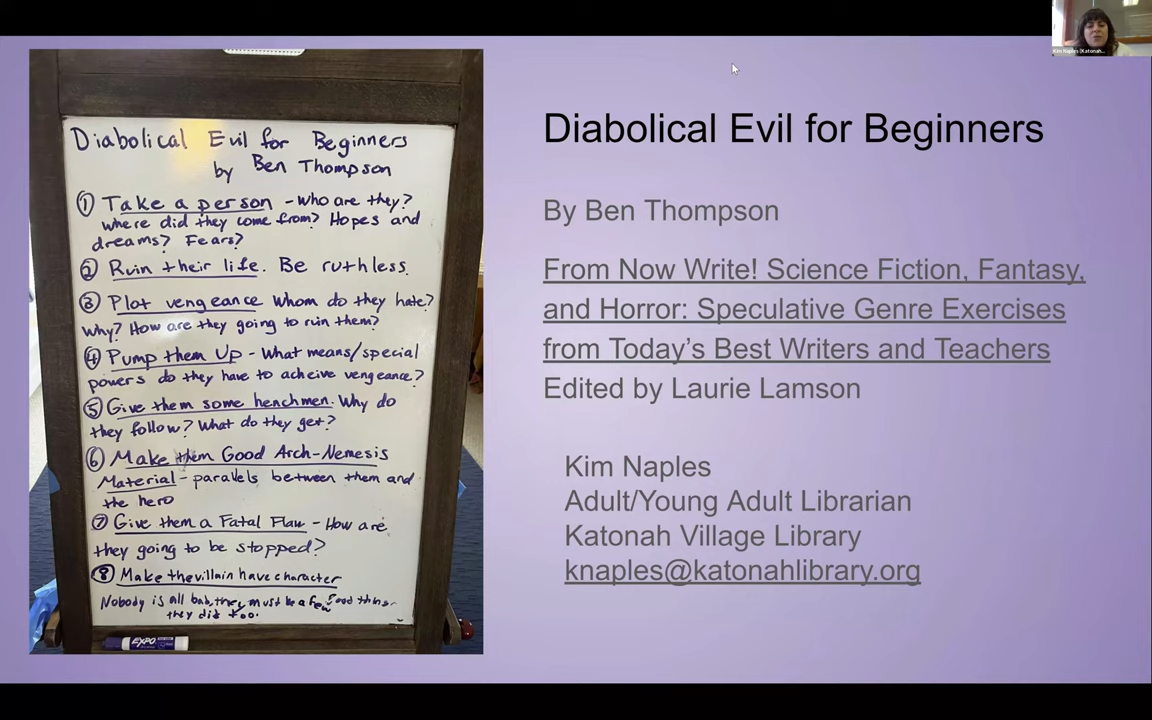 Diabolical Evil for Beginners
by Ben Thompson
① Take a person - Who are they?
where did they come from? Hopes and
dreams? Fears?
② Ruin their life. Be ruthless.
③ Plot vengeance Whom do they hate?
Why? How are they going to ruin them?
④ Pump them Up - What means/special
powers do they have to acheive vengeance?
⑤ Give them some henchmen. Why do
they follow? What do they get?
⑥ Make them Good Arch-Nemesis
Material - parallels between them and
the hero
⑦ Give them a Fatal Flaw - How are
they going to be stopped?
⑧ Make the villain have character
Nobody is all bad, they must be a few good things
they did too.
EXPO
Diabolical Evil for Beginners
By Ben Thompson
From Now Write! Science Fiction, Fantasy,
and Horror: Speculative Genre Exercises
from Today's Best Writers and Teachers
Edited by Laurie Lamson
Kim Naples
Adult/Young Adult Librarian
Katonah Village Library
knaples@katonahlibrary.org
Kim Naples (Katonah...